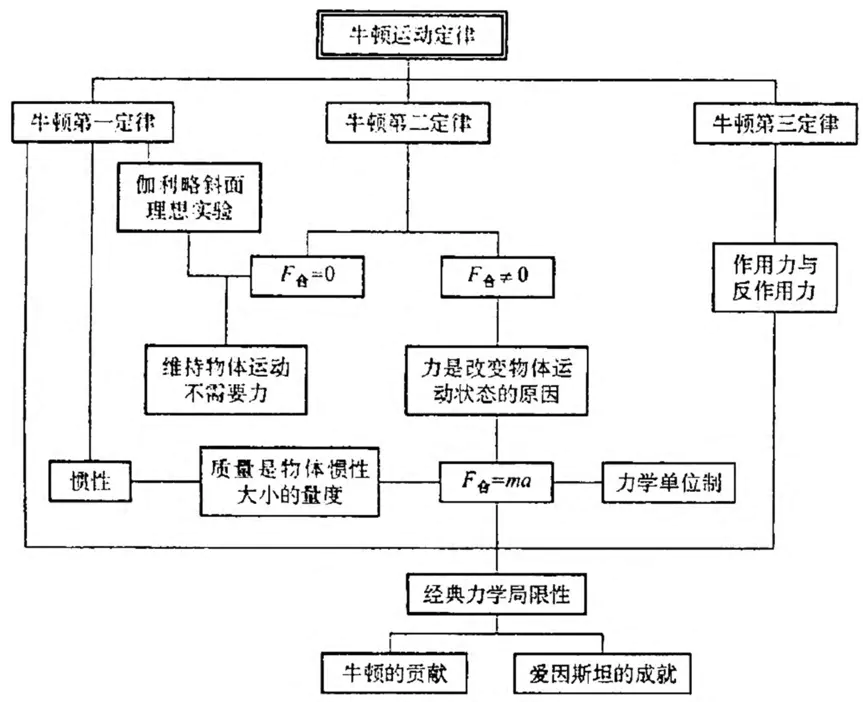 牛顿运动定律
牛顿第一定律
牛顿第二定律
牛顿第三定律
伽利略斜面
理想实验
F合=0
F合≠0
作用力与
反作用力
维持物体运动
不需要力
力是改变物体运
动状态的原因
惯性
质量是物体惯性
大小的量度
F合=ma
力学单位制
经典力学局限性
牛顿的贡献
爱因斯坦的成就